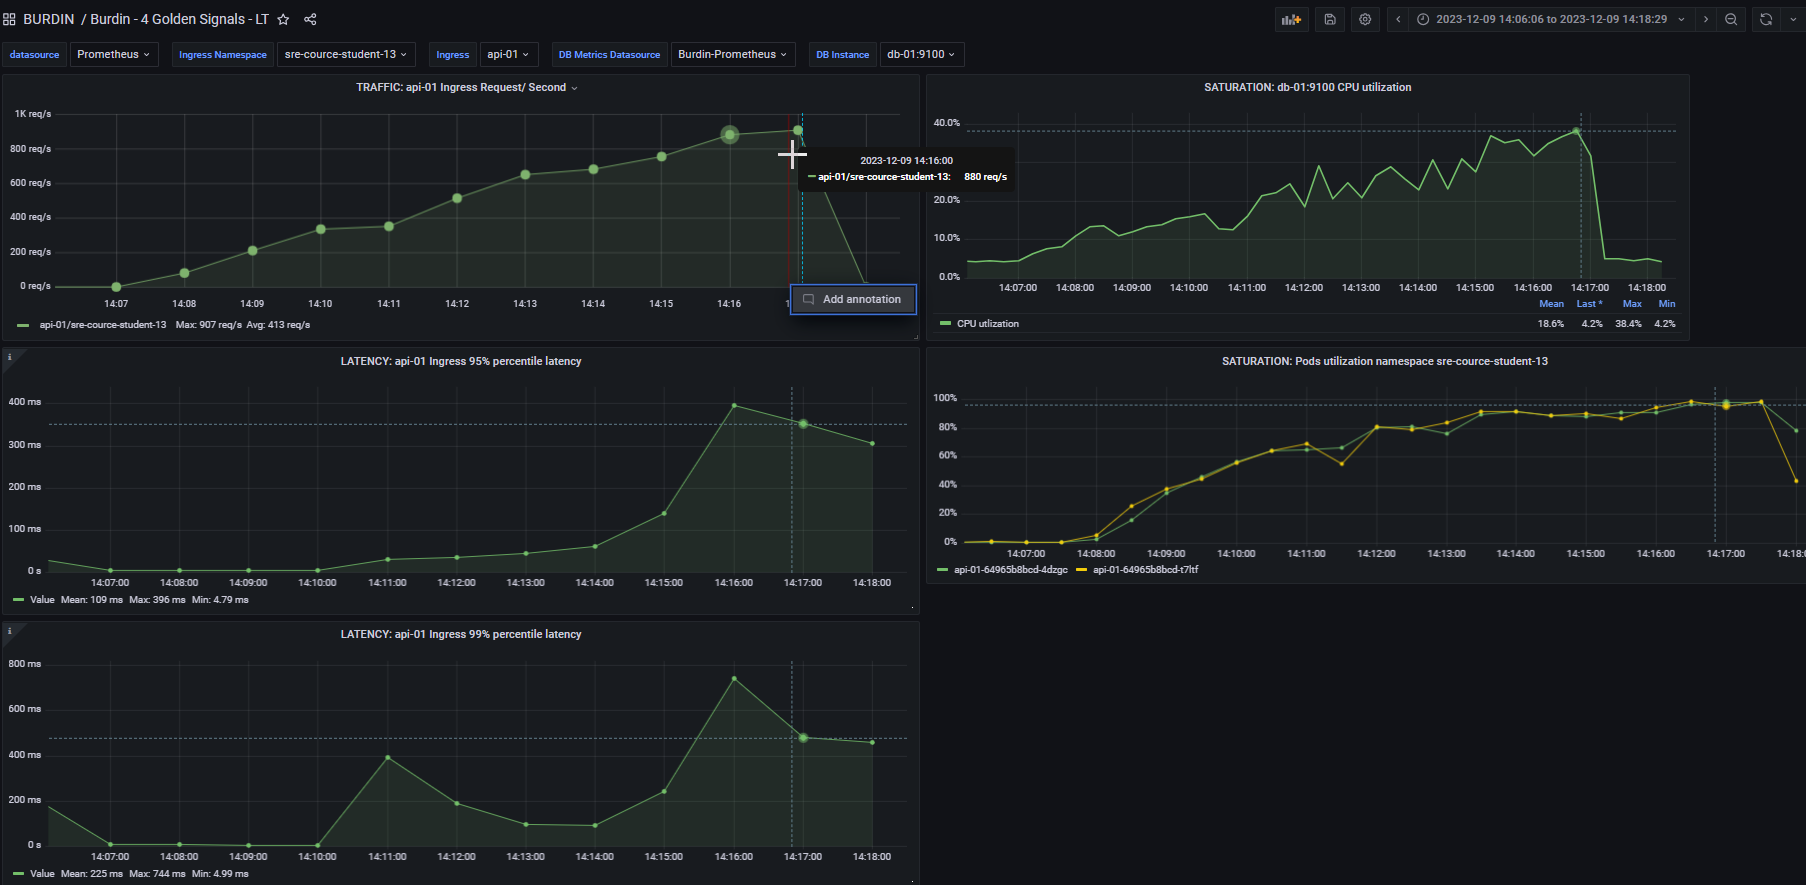 BURDIN / Burdin - 4 Golden Signals - LT
2023-12-09 14:06:06 to 2023-12-09 14:18:29
datasource Prometheus Ingress Namespace sre-cource-student-13 Ingress api-01 DB Metrics Datasource Burdin-Prometheus DB Instance db-01:9100
TRAFFIC: api-01 Ingress Request/ Second
1K req/s
800 req/s
600 req/s
400 req/s
200 req/s
0 req/s
14:07 14:08 14:09 14:10 14:11 14:12 14:13 14:14 14:15 14:16
2023-12-09 14:16:00
api-01/sre-cource-student-13: 880 req/s
Add annotation
api-01/sre-cource-student-13 Max: 907 req/s Avg: 413 req/s
SATURATION: db-01:9100 CPU utilization
40.0%
20.0%
10.0%
0.0%
14:07:00 14:08:00 14:09:00 14:10:00 14:11:00 14:12:00 14:13:00 14:14:00 14:15:00 14:16:00 14:17:00 14:18:00
Mean Last * Max Min
CPU utlization 18.6% 4.2% 38.4% 4.2%
LATENCY: api-01 Ingress 95% percentile latency
400 ms
300 ms
200 ms
100 ms
0 s
14:07:00 14:08:00 14:09:00 14:10:00 14:11:00 14:12:00 14:13:00 14:14:00 14:15:00 14:16:00 14:17:00 14:18:00
Value Mean: 109 ms Max: 396 ms Min: 4.79 ms
SATURATION: Pods utilization namespace sre-cource-student-13
100%
80%
60%
40%
20%
0%
14:07:00 14:08:00 14:09:00 14:10:00 14:11:00 14:12:00 14:13:00 14:14:00 14:15:00 14:16:00 14:17:00 14:18:0
api-01-64965b8bcd-4dzgc api-01-64965b8bcd-t7ltf
LATENCY: api-01 Ingress 99% percentile latency
800 ms
600 ms
400 ms
200 ms
0 s
14:07:00 14:08:00 14:09:00 14:10:00 14:11:00 14:12:00 14:13:00 14:14:00 14:15:00 14:16:00 14:17:00 14:18:00
Value Mean: 225 ms Max: 744 ms Min: 4.99 ms